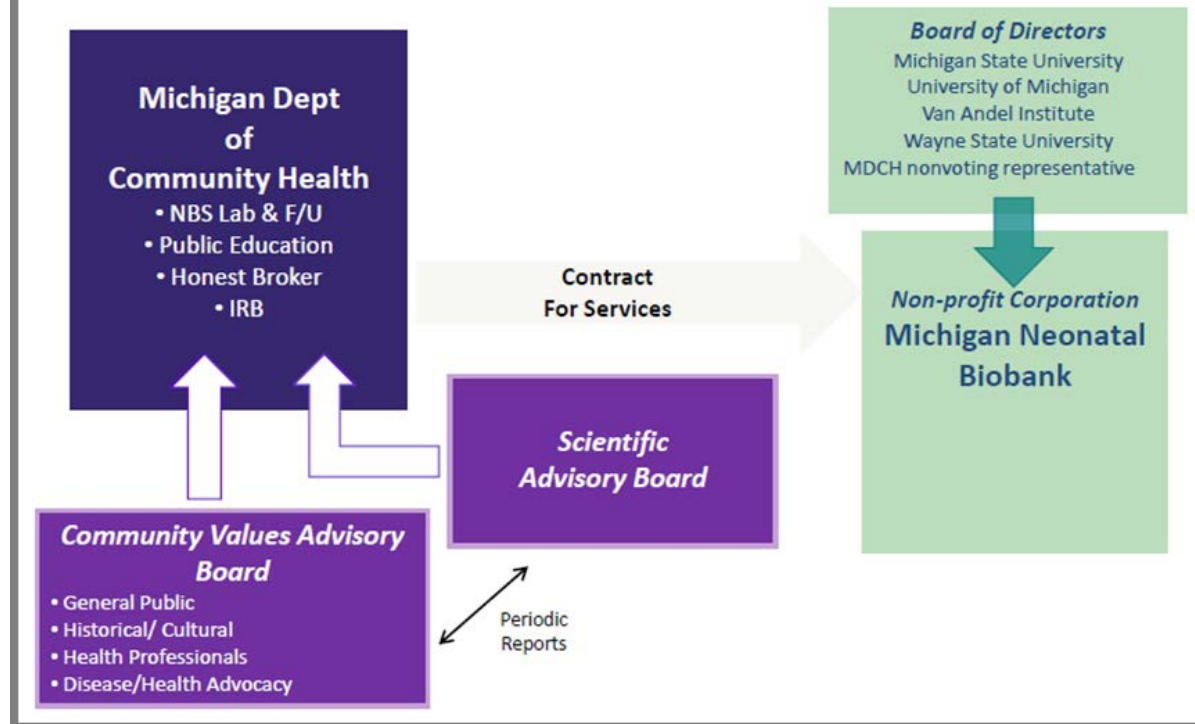 Michigan Dept
of
Community Health
• NBS Lab & F/U
• Public Education
• Honest Broker
• IRB
Board of Directors
Michigan State University
University of Michigan
Van Andel Institute
Wayne State University
MDCH nonvoting representative
Contract
For Services
Non-profit Corporation
Michigan Neonatal
Biobank
Scientific
Advisory Board
Community Values Advisory
Board
• General Public
• Historical/ Cultural
• Health Professionals
• Disease/Health Advocacy
Periodic
Reports